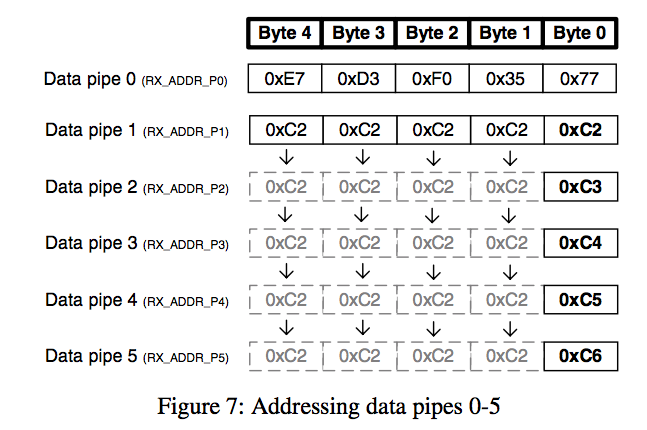 Byte 4 Byte 3 Byte 2 Byte 1 Byte 0
Data pipe 0 (RX_ADDR_P0) 0xE7 0xD3 0xF0 0x35 0x77
Data pipe 1 (RX_ADDR_P1) 0xC2 0xC2 0xC2 0xC2 0xC2
Data pipe 2 (RX_ADDR_P2) 0xC2 0xC2 0xC2 0xC2 0xC3
Data pipe 3 (RX_ADDR_P3) 0xC2 0xC2 0xC2 0xC2 0xC4
Data pipe 4 (RX_ADDR_P4) 0xC2 0xC2 0xC2 0xC2 0xC5
Data pipe 5 (RX_ADDR_P5) 0xC2 0xC2 0xC2 0xC2 0xC6
Figure 7: Addressing data pipes 0-5